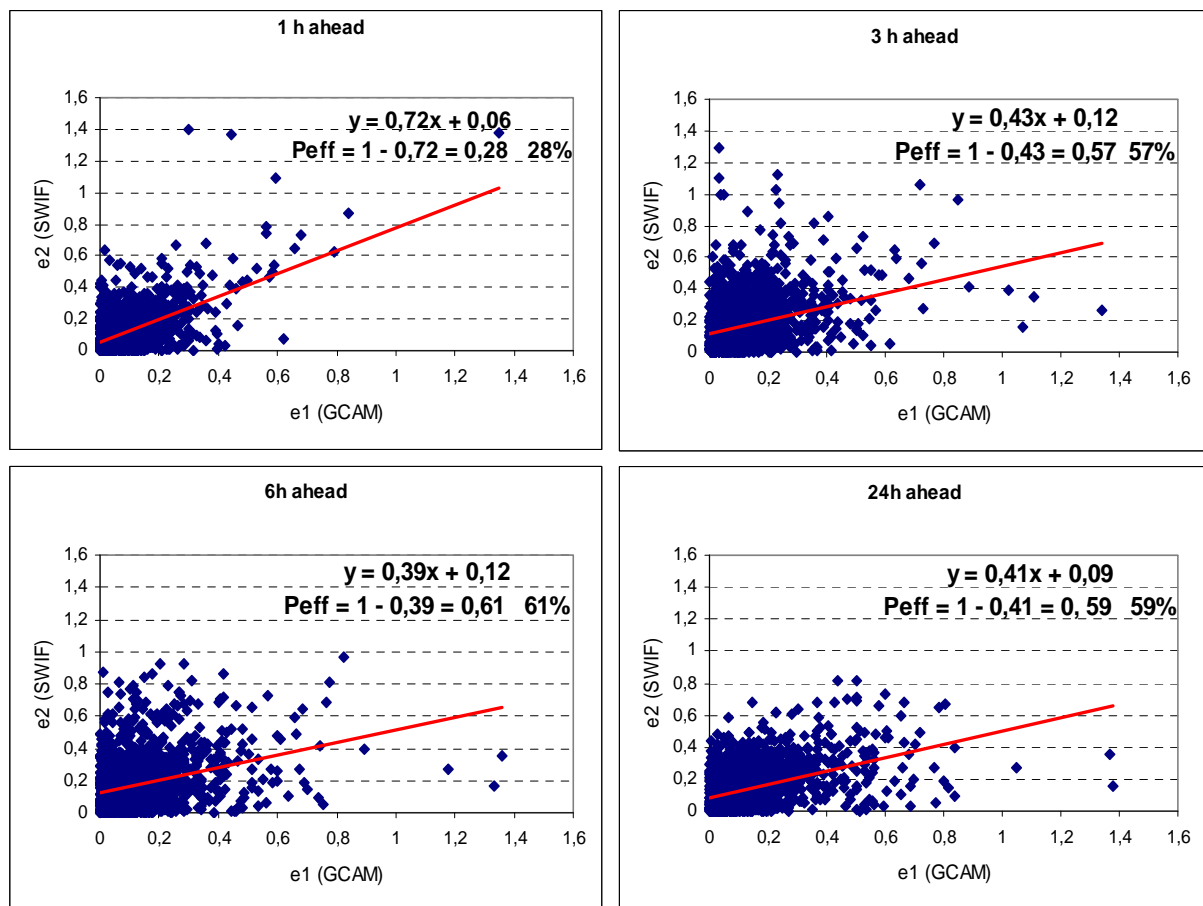 1 h ahead
1,6
1,4
1,2
1
0,8
0,6
0,4
0,2
0
y = 0,72x + 0,06
Peff = 1 - 0,72 = 0,28 28%
e2 (SWIF)
0 0,2 0,4 0,6 0,8 1 1,2 1,4 1,6
e1 (GCAM)
3 h ahead
1,6
1,4
1,2
1
0,8
0,6
0,4
0,2
0
y = 0,43x + 0,12
Peff = 1 - 0,43 = 0,57 57%
e2 (SWIF)
0 0,2 0,4 0,6 0,8 1 1,2 1,4 1,6
e1 (GCAM)
6h ahead
1,6
1,4
1,2
1
0,8
0,6
0,4
0,2
0
y = 0,39x + 0,12
Peff = 1 - 0,39 = 0,61 61%
e2 (SWIF)
0 0,2 0,4 0,6 0,8 1 1,2 1,4 1,6
e1 (GCAM)
24h ahead
1,6
1,4
1,2
1
0,8
0,6
0,4
0,2
0
y = 0,41x + 0,09
Peff = 1 - 0,41 = 0, 59 59%
e2 (SWIF)
0 0,2 0,4 0,6 0,8 1 1,2 1,4 1,6
e1 (GCAM)